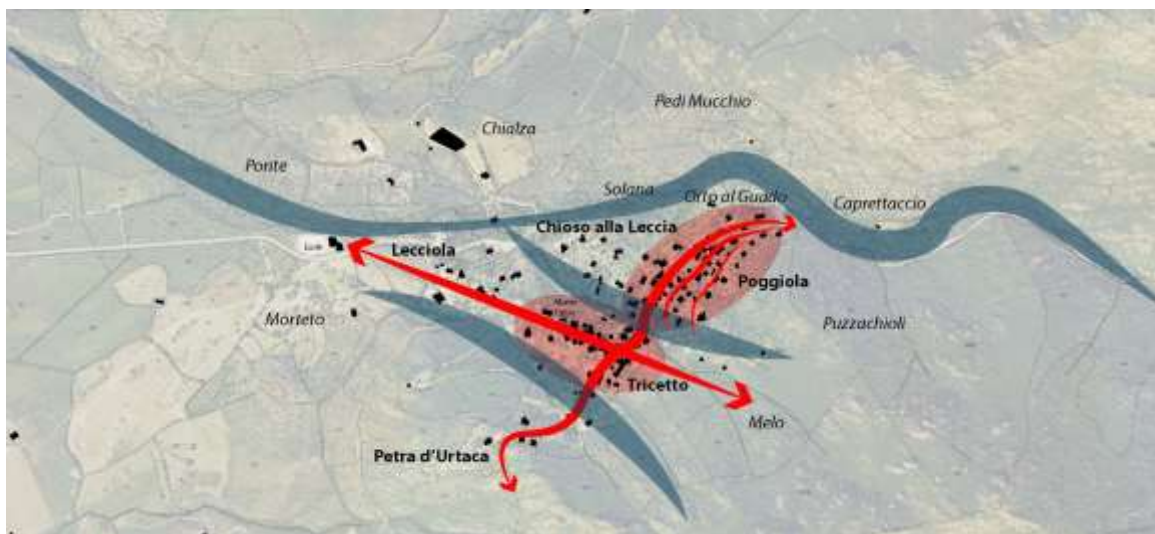 Pedi Mucchio
Chialza
Ponte
Solana
Orto al Guado
Caprettaccio
Chioso alla Leccia
Lecciola
Poggiola
Morteto
Puzzachioli
Tricetto
Melo
Petra d'Urtaca